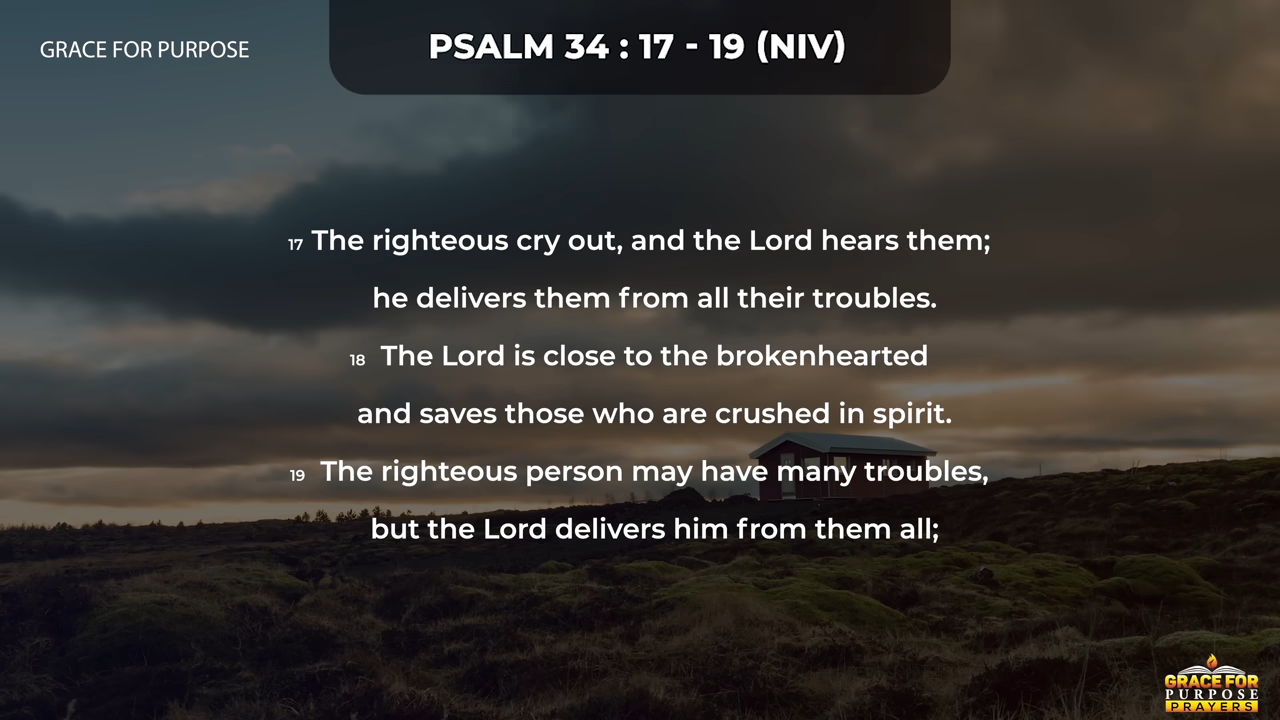 GRACE FOR PURPOSE
PSALM 34 : 17 - 19 (NIV)
17 The righteous cry out, and the Lord hears them;
he delivers them from all their troubles.
18 The Lord is close to the brokenhearted
and saves those who are crushed in spirit.
19 The righteous person may have many troubles,
but the Lord delivers him from them all;
GRACE FOR
PURPOSE
PRAYERS